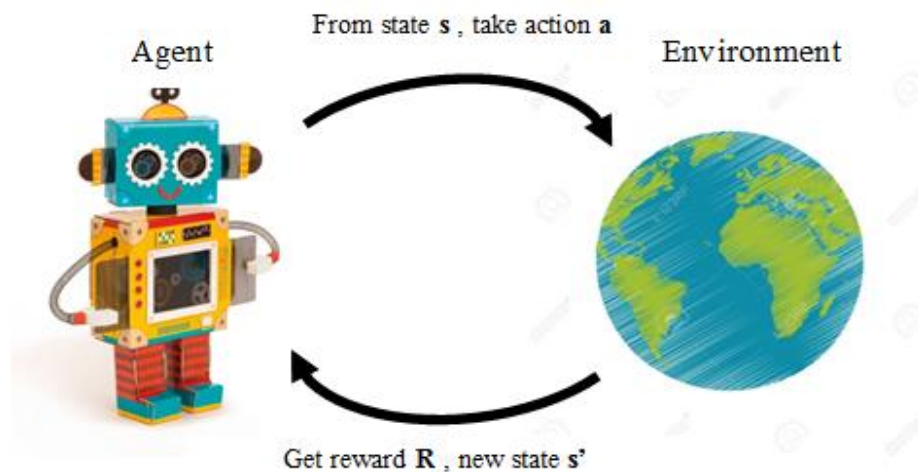 From state s , take action a
Agent
Environment
Get reward R , new state s’